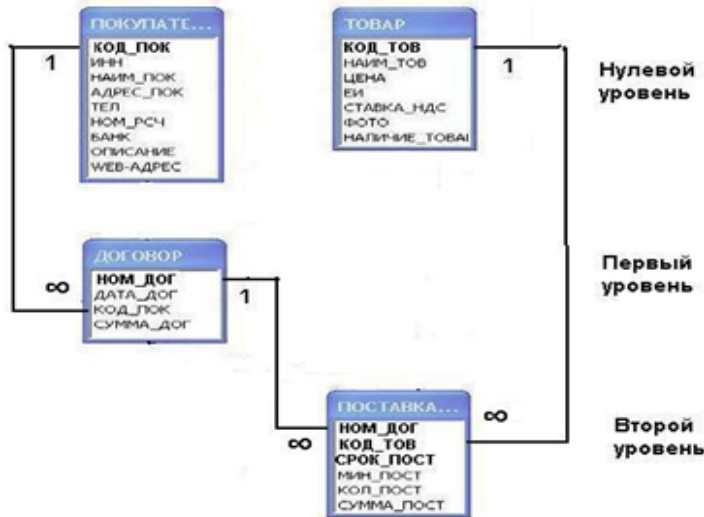 ПОКУПАТЕ...
КОД_ПОК
ИНН
НАИМ_ПОК
АДРЕС_ПОК
ТЕЛ
НОМ_РСЧ
БАНК
ОПИСАНИЕ
WEB-АДРЕС
1
ТОВАР
КОД_ТОВ
НАИМ_ТОВ
ЦЕНА
ЕИ
СТАВКА_НДС
ФОТО
НАЛИЧИЕ_ТОВАІ
1
Нулевой
уровень
ДОГОВОР
НОМ_ДОГ
ДАТА_ДОГ
КОД_ПОК
СУММА_ДОГ
∞
1
Первый
уровень
ПОСТАВКА...
НОМ_ДОГ
КОД_ТОВ
СРОК_ПОСТ
МИН_ПОСТ
КОЛ_ПОСТ
СУММА_ПОСТ
∞
∞
Второй
уровень